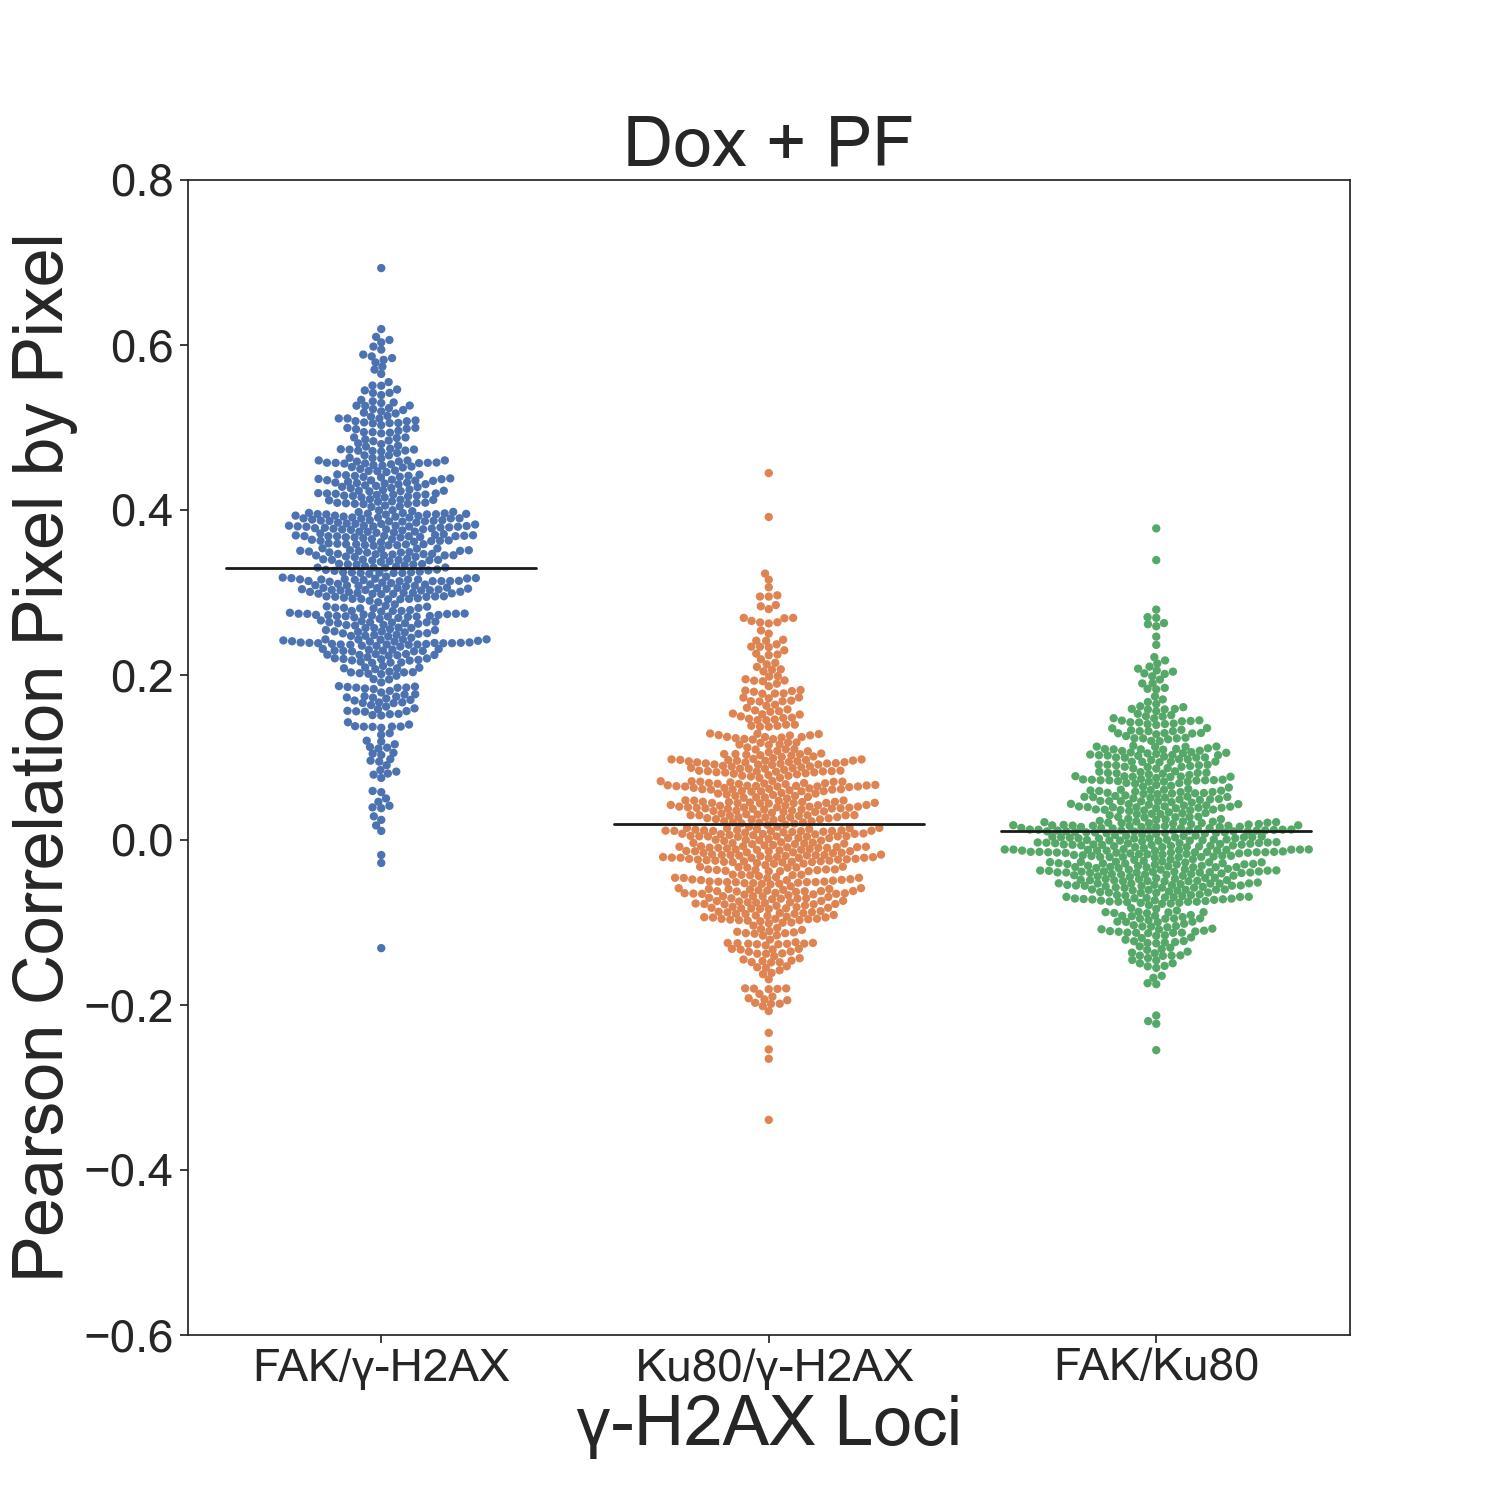 Dox + PF
Pearson Correlation Pixel by Pixel
0.8
0.6
0.4
0.2
0.0
−0.2
−0.4
−0.6
FAK/γ-H2AX
Ku80/γ-H2AX
FAK/Ku80
γ-H2AX Loci